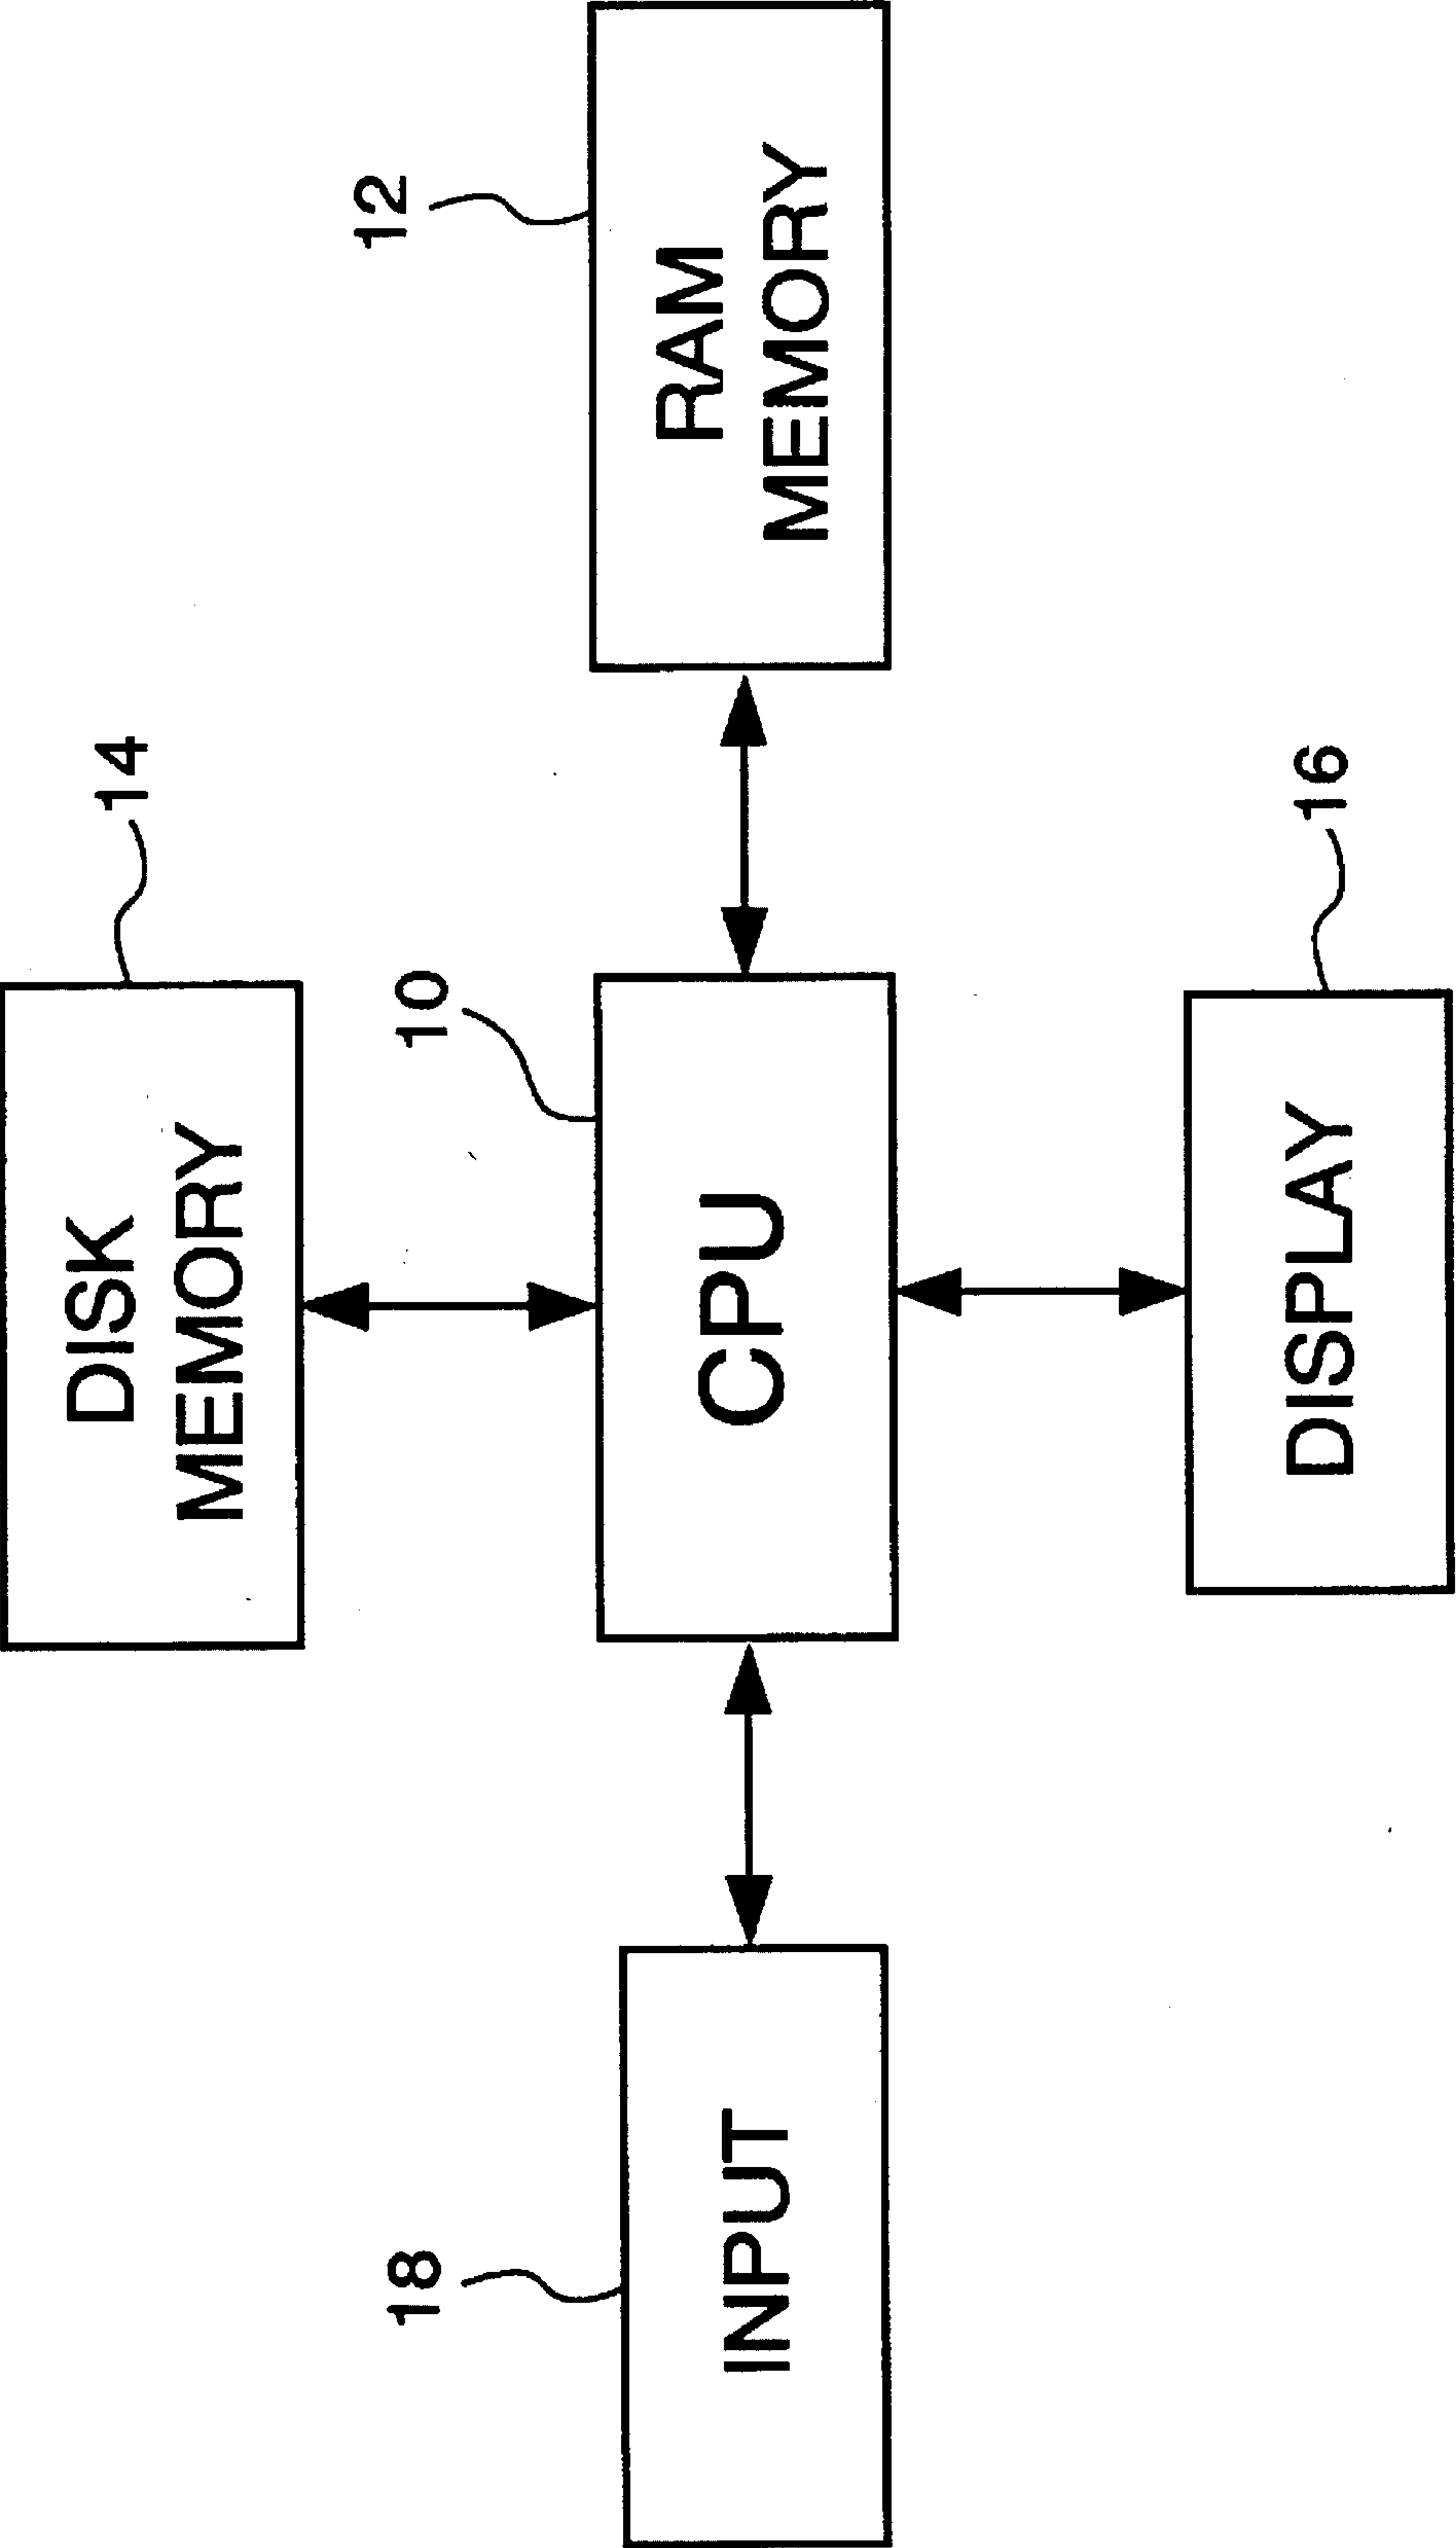 14
DISK
MEMORY
10
18
INPUT
CPU
12
RAM
MEMORY
16
DISPLAY